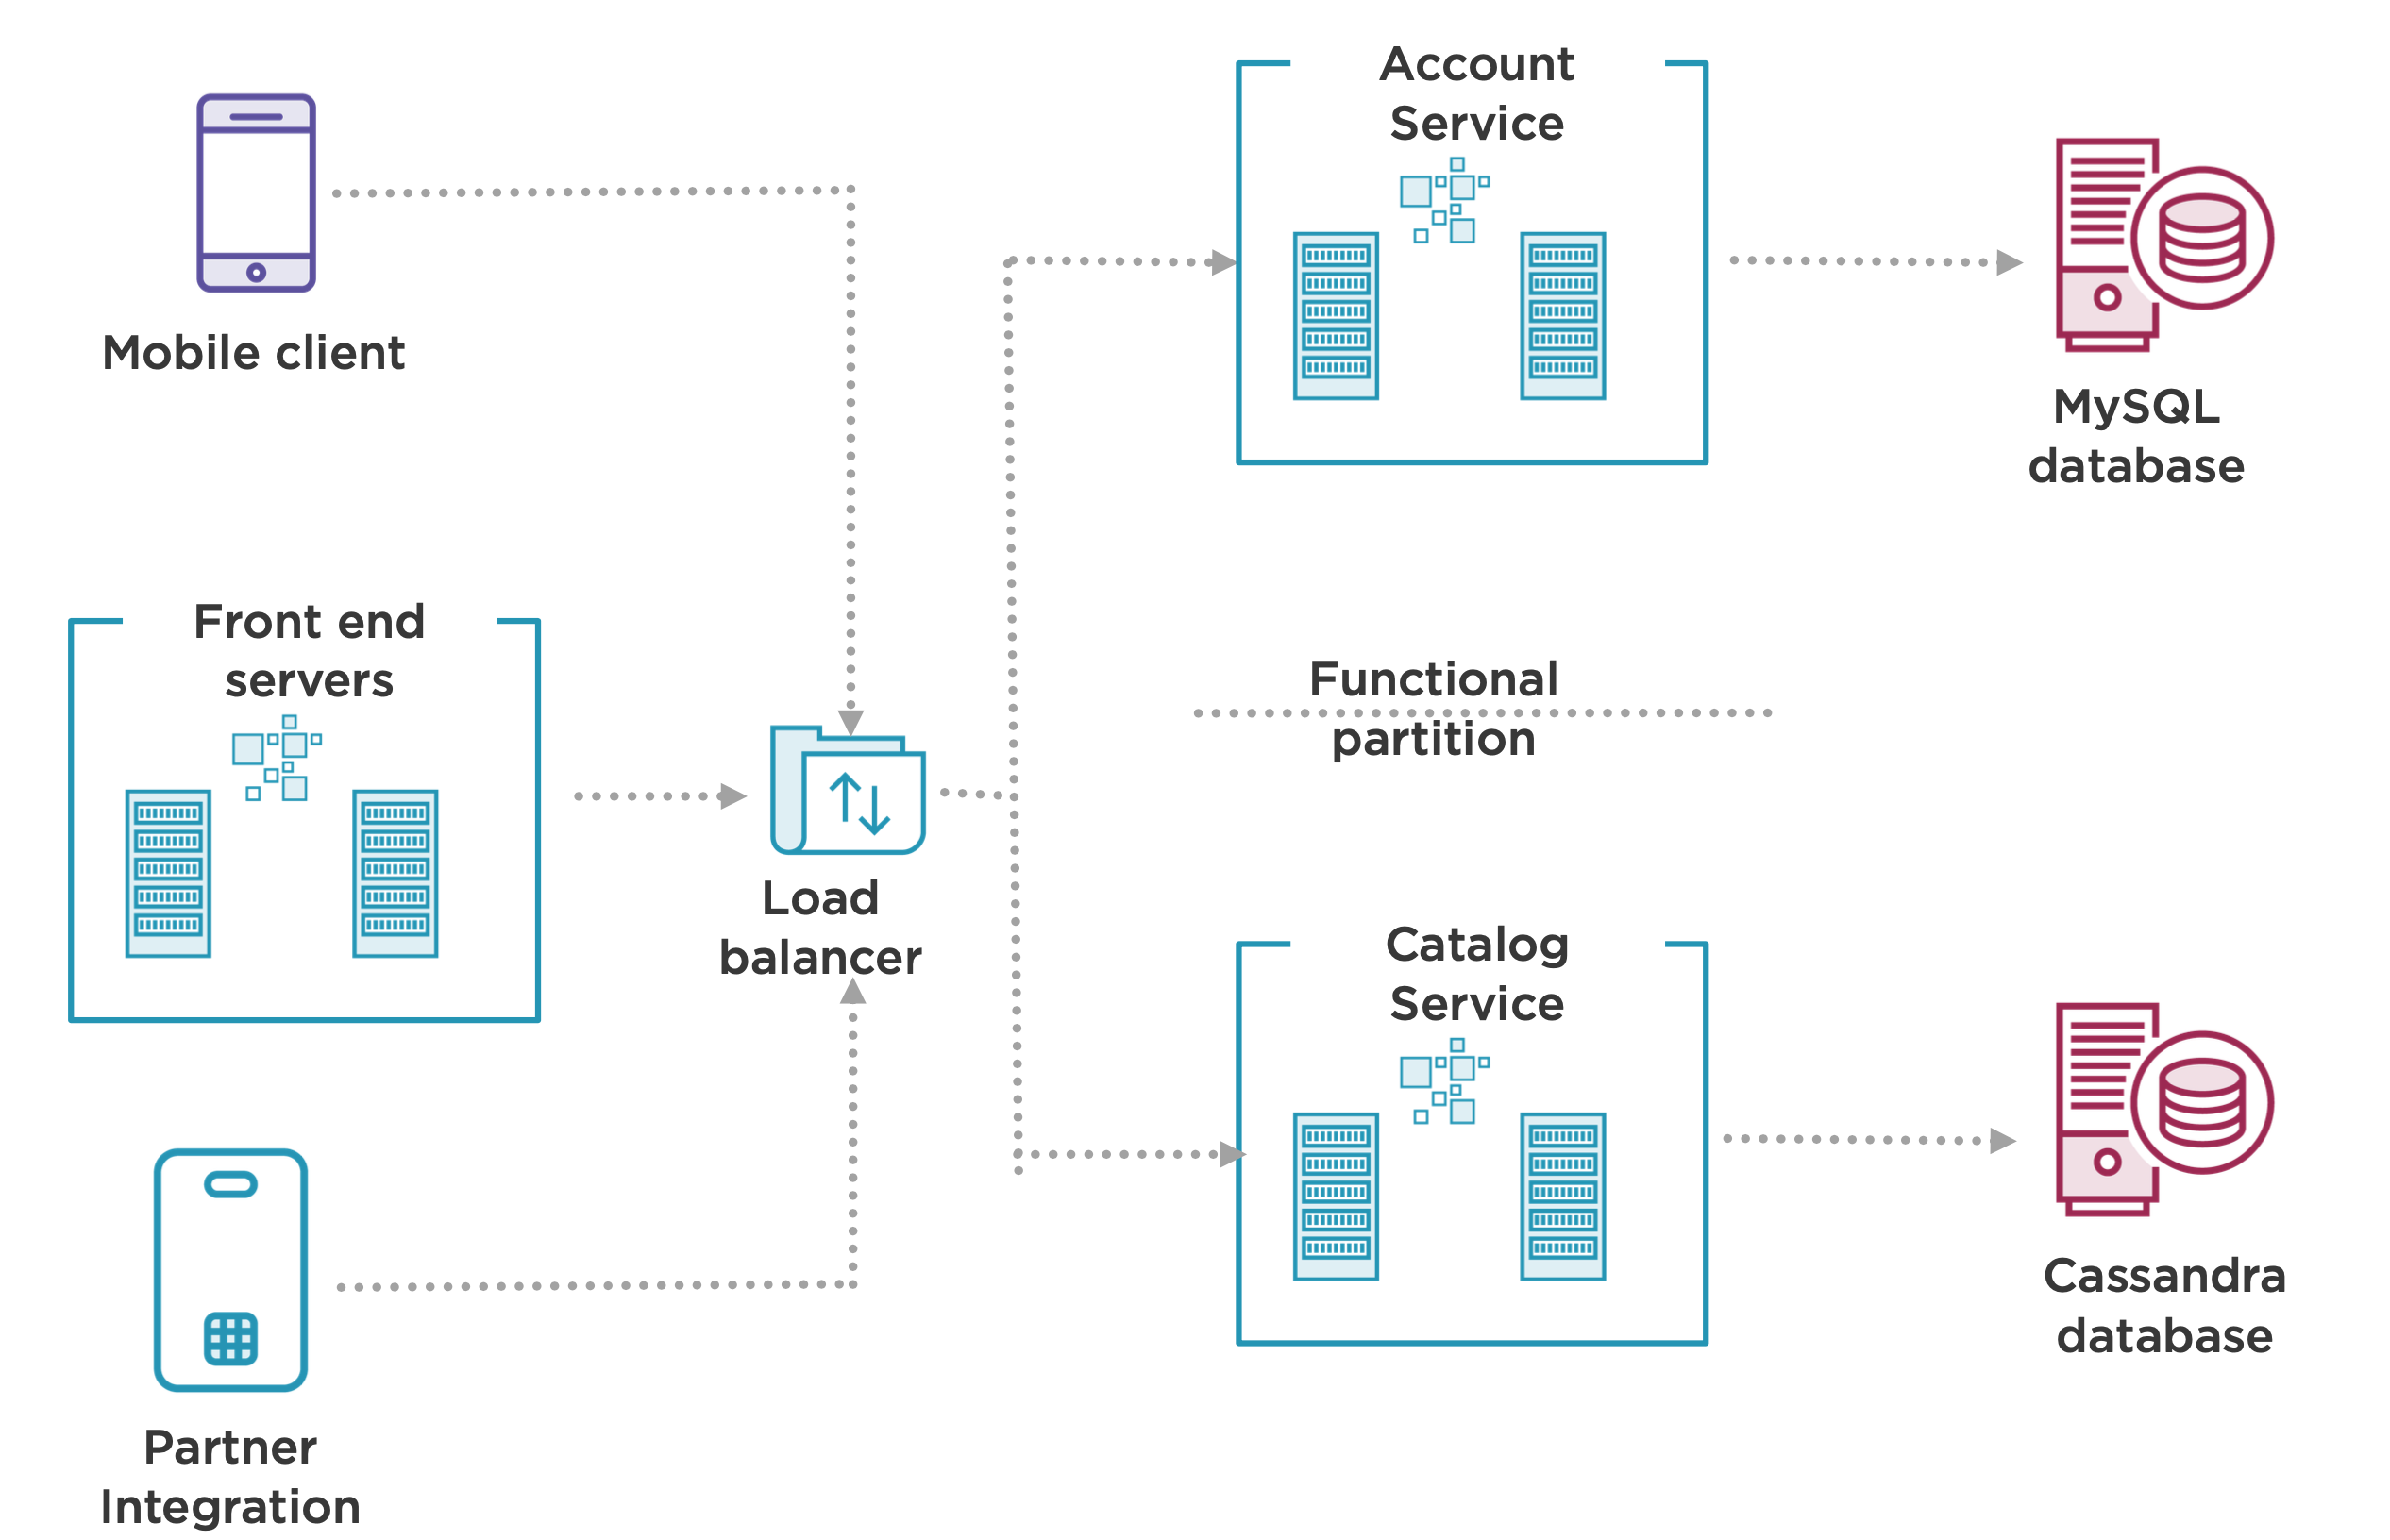 Account
Service
Mobile client
MySQL
database
Front end
servers
Functional
partition
Load
balancer
Catalog
Service
Cassandra
database
Partner
Integration